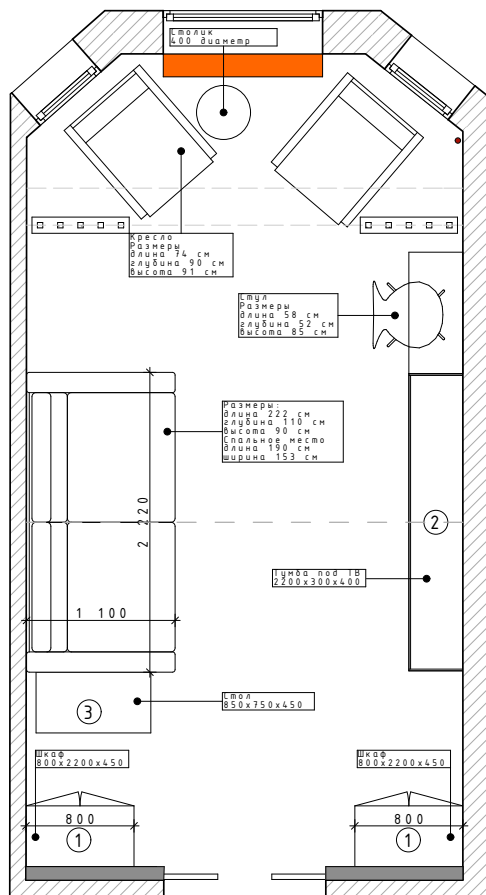 Столик
400 диаметр
Кресло
Размеры
длина 74 см
глубина 90 см
высота 91 см
Стул
Размеры
длина 58 см
глубина 52 см
высота 85 см
Размеры:
длина 222 см
глубина 110 см
высота 90 см
Спальное место
длина 190 см
ширина 153 см
2 220
2
Тумба под ТВ
2200х300х400
1 100
Стол
850х750х450
3
Шкаф
800х2200х450
Шкаф
800х2200х450
800
1
800
1